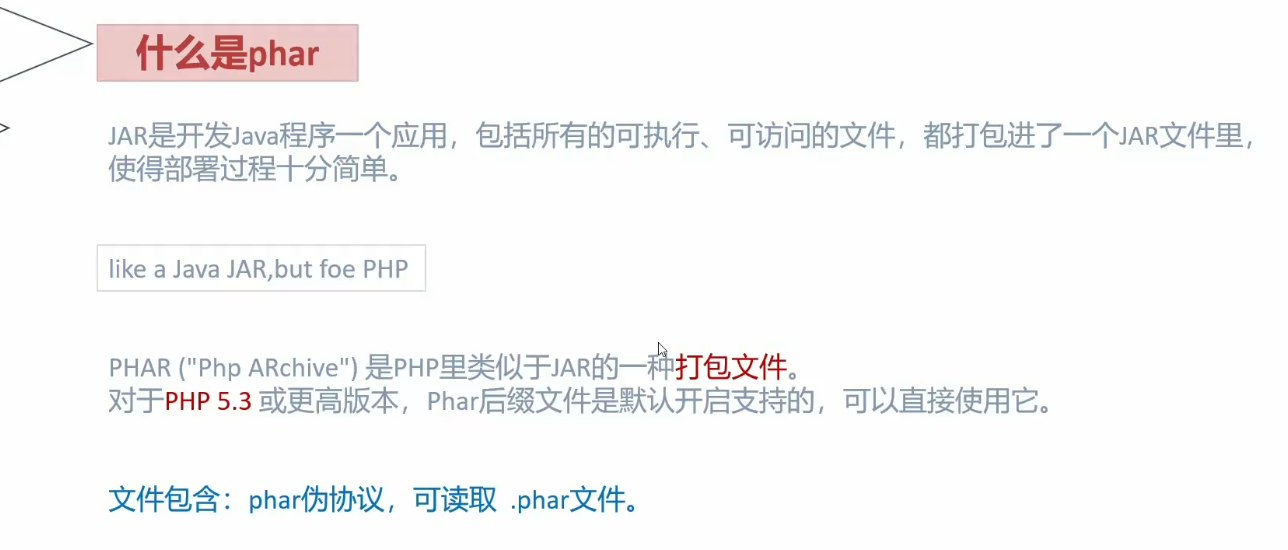 什么是phar
JAR是开发Java程序一个应用，包括所有的可执行、可访问的文件，都打包进了一个JAR文件里，
使得部署过程十分简单。
like a Java JAR,but foe PHP
PHAR ("Php ARchive") 是PHP里类似于JAR的一种打包文件。
对于PHP 5.3 或更高版本，Phar后缀文件是默认开启支持的，可以直接使用它。
文件包含：phar伪协议，可读取 .phar文件。